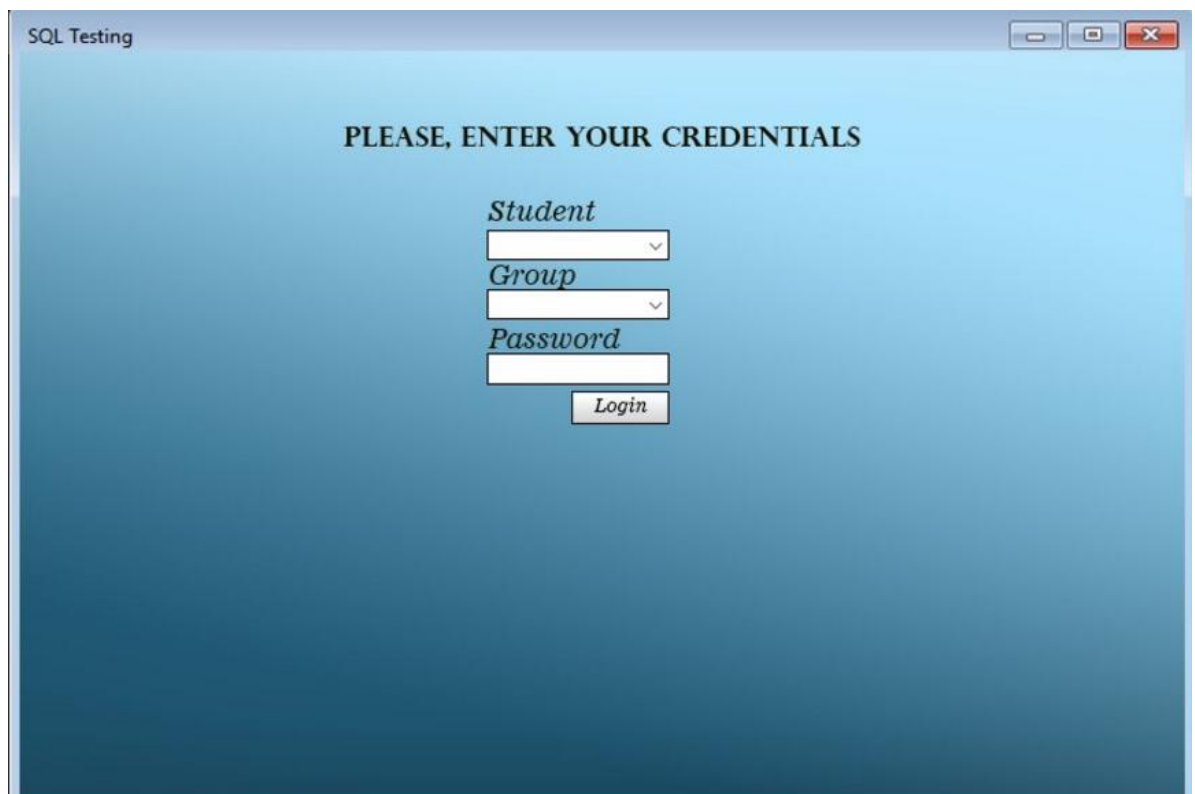 SQL Testing
PLEASE, ENTER YOUR CREDENTIALS
Student
Group
Password
Login